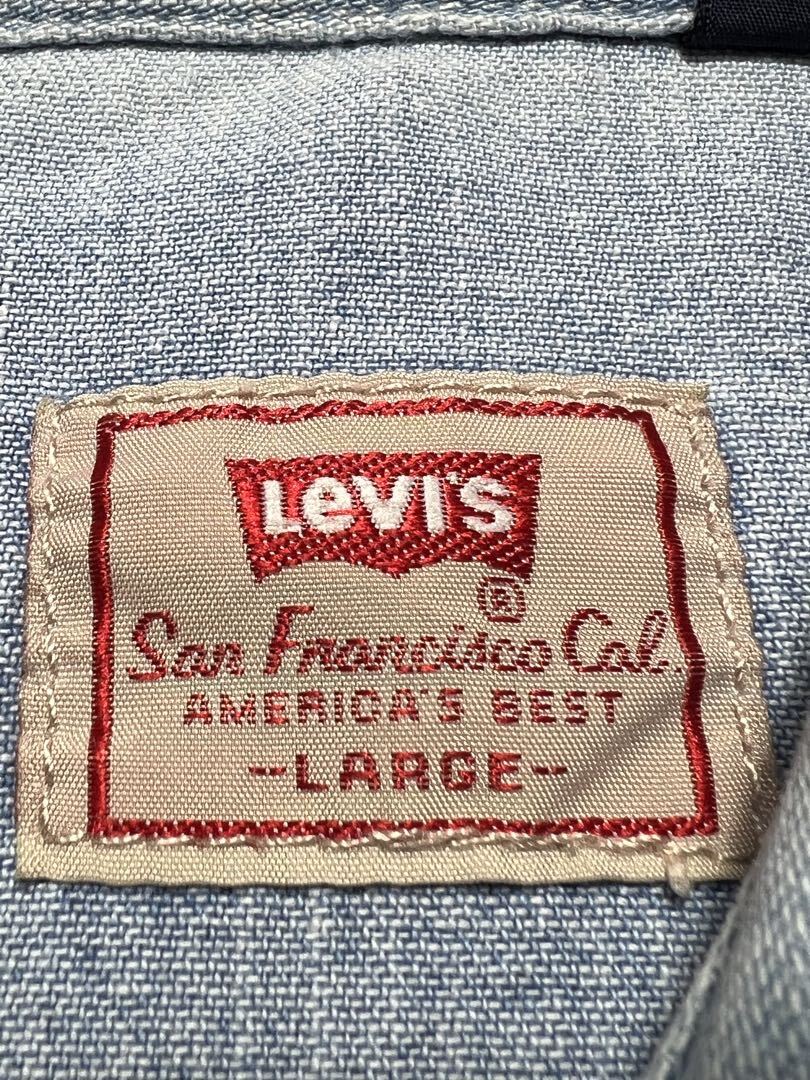 Levi's
®
San Francisco Cal.
AMERICA'S BEST
-LARGE-